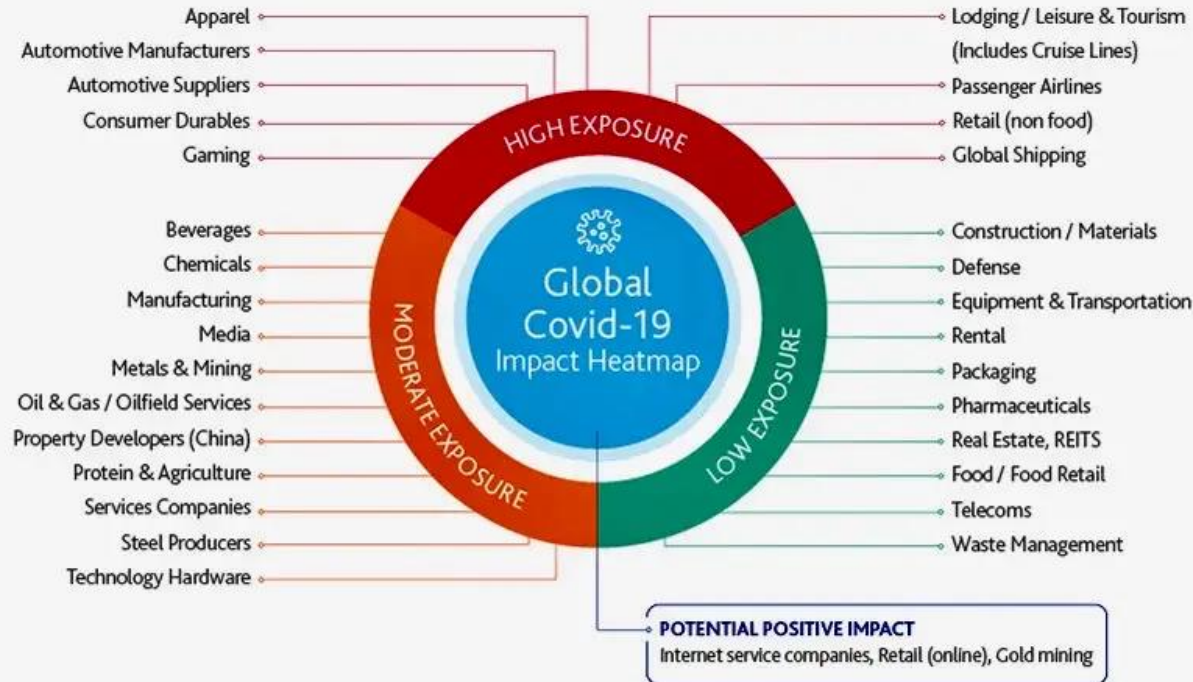 Apparel
Automotive Manufacturers
Automotive Suppliers
Consumer Durables
Gaming
Lodging / Leisure & Tourism
(Includes Cruise Lines)
Passenger Airlines
Retail (non food)
Global Shipping
HIGH EXPOSURE
Global
Covid-19
Impact Heatmap
Beverages
Chemicals
Manufacturing
Media
Metals & Mining
Oil & Gas / Oilfield Services
Property Developers (China)
Protein & Agriculture
Services Companies
Steel Producers
Technology Hardware
MODERATE EXPOSURE
Construction / Materials
Defense
Equipment & Transportation
Rental
Packaging
Pharmaceuticals
Real Estate, REITS
Food / Food Retail
Telecoms
Waste Management
LOW EXPOSURE
POTENTIAL POSITIVE IMPACT
Internet service companies, Retail (online), Gold mining